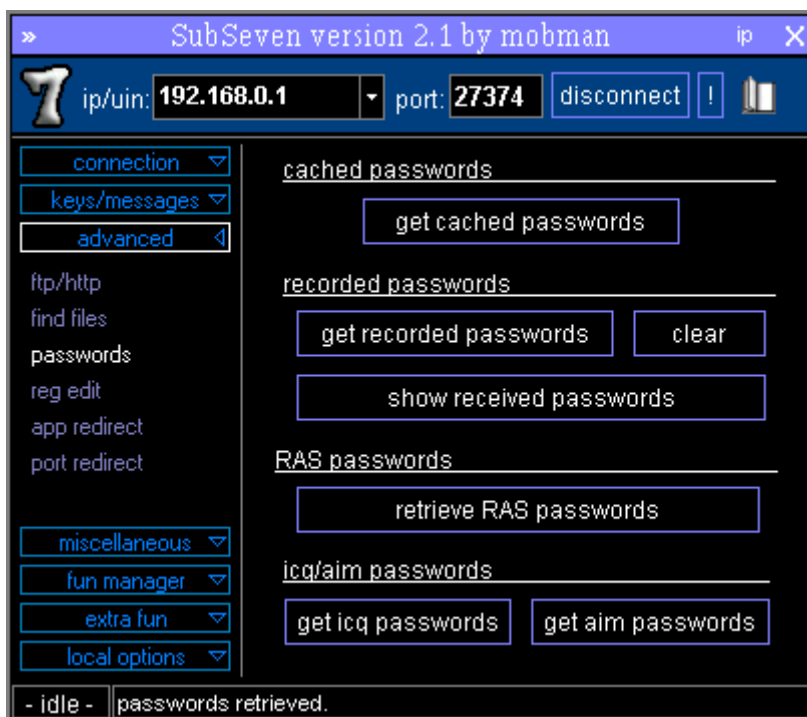 » SubSeven version 2.1 by mobman ip X
7 ip/uin: 192.168.0.1 port: 27374 disconnect !
connection
keys/messages
advanced
ftp/http
find files
passwords
reg edit
app redirect
port redirect
miscellaneous
fun manager
extra fun
local options
cached passwords
get cached passwords
recorded passwords
get recorded passwords clear
show received passwords
RAS passwords
retrieve RAS passwords
icq/aim passwords
get icq passwords get aim passwords
- idle - passwords retrieved.